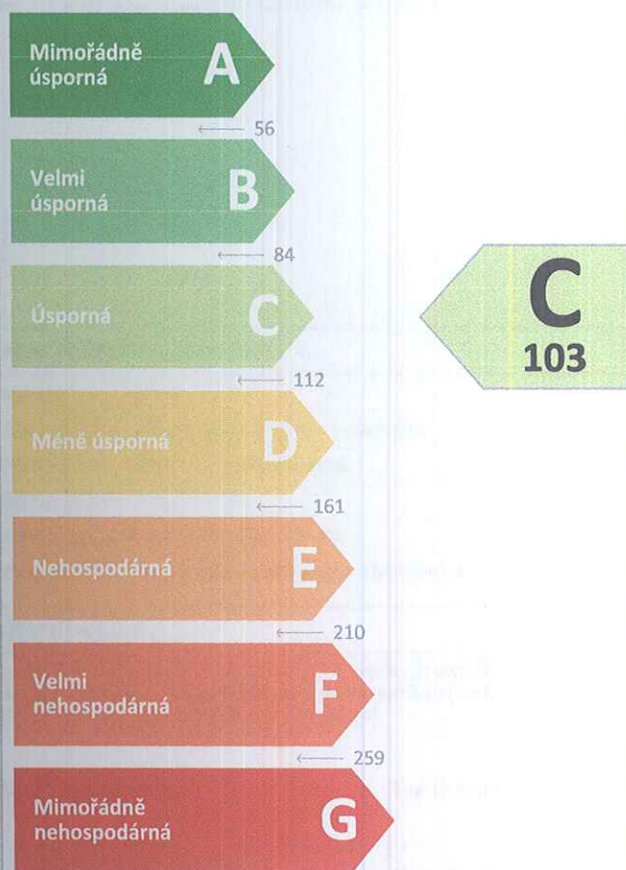 Mimořádně
úsporná
A
56
Velmi
úsporná
B
84
Úsporná
C
112
C
103
Méně úsporná
D
161
Nehospodárná
E
210
Velmi
nehospodárná
F
259
Mimořádně
nehospodárná
G